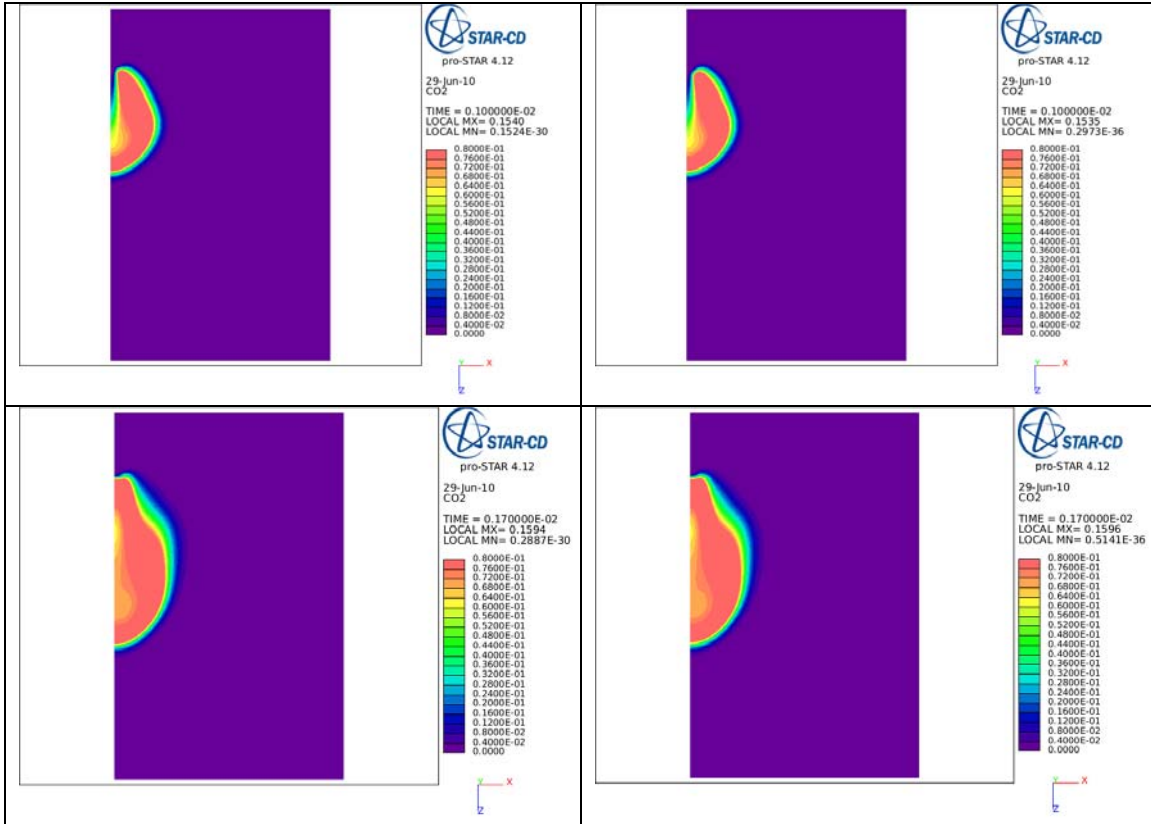 STAR-CD
pro-STAR 4.12
29-Jun-10
CO2
TIME = 0.100000E-02
LOCAL MX= 0.1540
LOCAL MN= 0.1524E-30
0.8000E-01
0.7600E-01
0.7200E-01
0.6800E-01
0.6400E-01
0.6000E-01
0.5600E-01
0.5200E-01
0.4800E-01
0.4400E-01
0.4000E-01
0.3600E-01
0.3200E-01
0.2800E-01
0.2400E-01
0.2000E-01
0.1600E-01
0.1200E-01
0.8000E-02
0.4000E-02
0.0000
Y
X
Z
STAR-CD
pro-STAR 4.12
29-Jun-10
CO2
TIME = 0.100000E-02
LOCAL MX= 0.1535
LOCAL MN= 0.2973E-36
0.8000E-01
0.7600E-01
0.7200E-01
0.6800E-01
0.6400E-01
0.6000E-01
0.5600E-01
0.5200E-01
0.4800E-01
0.4400E-01
0.4000E-01
0.3600E-01
0.3200E-01
0.2800E-01
0.2400E-01
0.2000E-01
0.1600E-01
0.1200E-01
0.8000E-02
0.4000E-02
0.0000
Y
X
Z
STAR-CD
pro-STAR 4.12
29-Jun-10
CO2
TIME = 0.170000E-02
LOCAL MX= 0.1594
LOCAL MN= 0.2887E-30
0.8000E-01
0.7600E-01
0.7200E-01
0.6800E-01
0.6400E-01
0.6000E-01
0.5600E-01
0.5200E-01
0.4800E-01
0.4400E-01
0.4000E-01
0.3600E-01
0.3200E-01
0.2800E-01
0.2400E-01
0.2000E-01
0.1600E-01
0.1200E-01
0.8000E-02
0.4000E-02
0.0000
Y
X
Z
STAR-CD
pro-STAR 4.12
29-Jun-10
CO2
TIME = 0.170000E-02
LOCAL MX= 0.1596
LOCAL MN= 0.5141E-36
0.8000E-01
0.7600E-01
0.7200E-01
0.6800E-01
0.6400E-01
0.6000E-01
0.5600E-01
0.5200E-01
0.4800E-01
0.4400E-01
0.4000E-01
0.3600E-01
0.3200E-01
0.2800E-01
0.2400E-01
0.2000E-01
0.1600E-01
0.1200E-01
0.8000E-02
0.4000E-02
0.0000
Y
X
Z